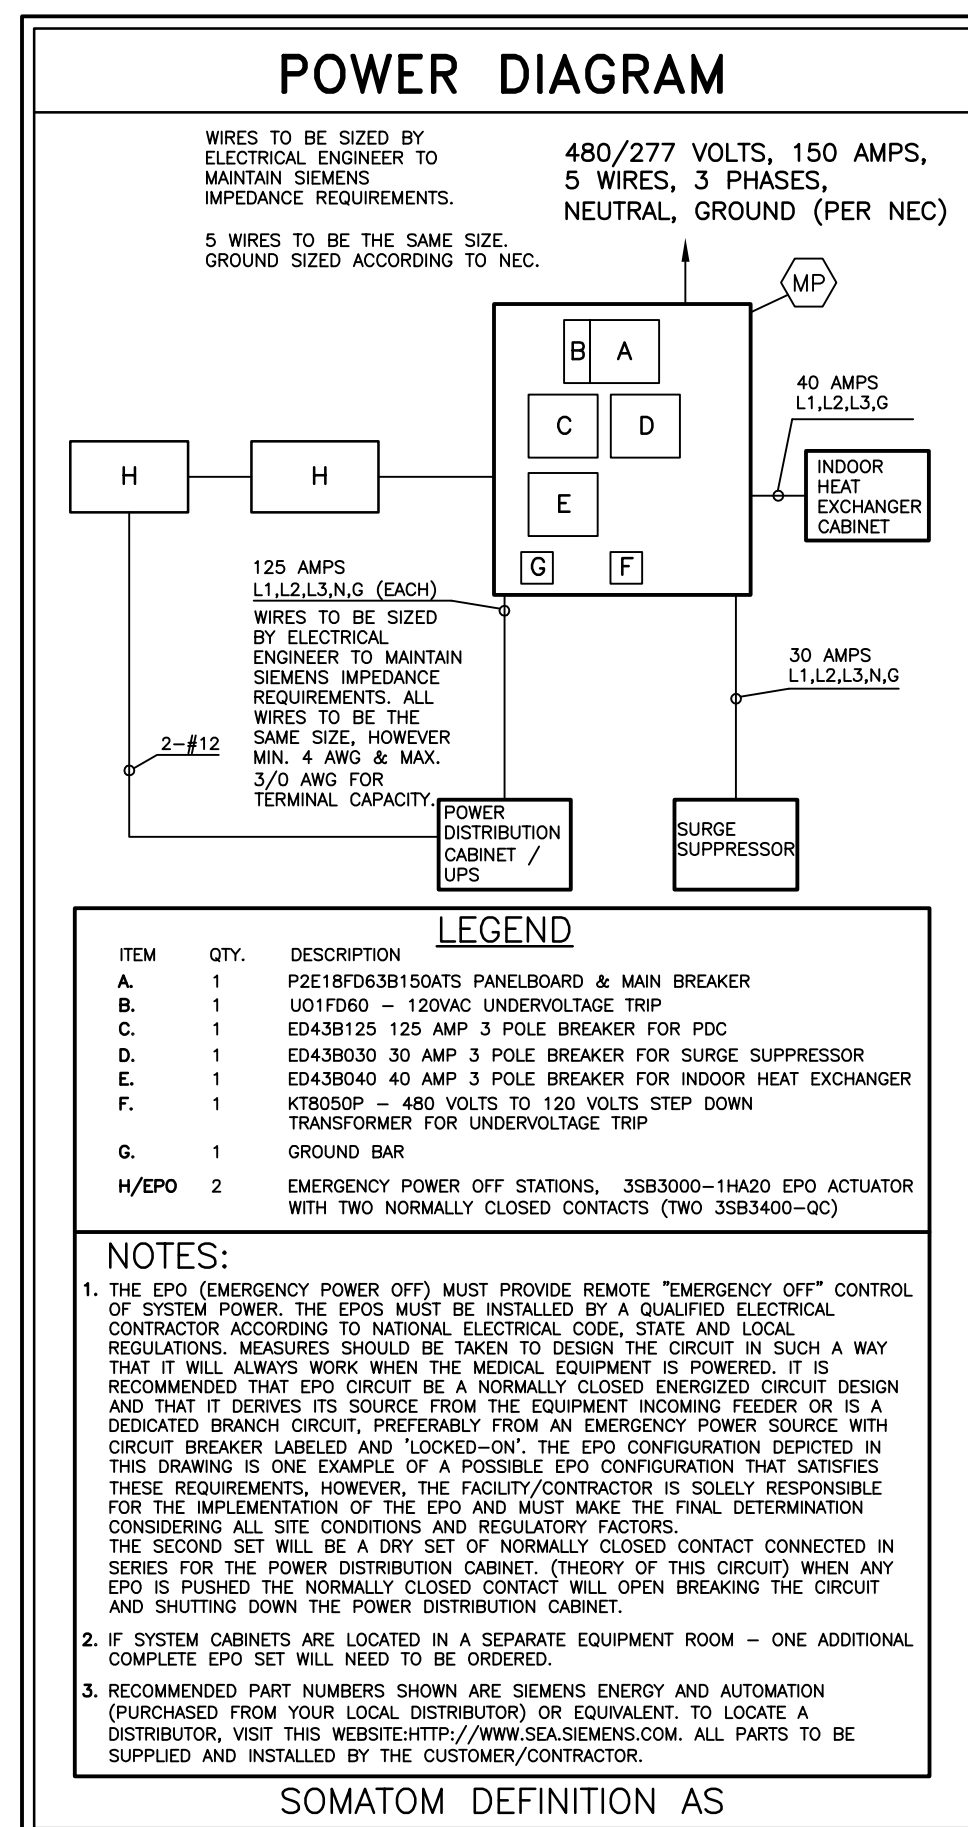 POWER DIAGRAM
WIRES TO BE SIZED BY
ELECTRICAL ENGINEER TO
MAINTAIN SIEMENS
IMPEDANCE REQUIREMENTS.
5 WIRES TO BE THE SAME SIZE.
GROUND SIZED ACCORDING TO NEC.
480/277 VOLTS, 150 AMPS,
5 WIRES, 3 PHASES,
NEUTRAL, GROUND (PER NEC)
MP
B
A
C
D
E
G
F
40 AMPS
L1,L2,L3,G
INDOOR
HEAT
EXCHANGER
CABINET
H
H
125 AMPS
L1,L2,L3,N,G (EACH)
WIRES TO BE SIZED
BY ELECTRICAL
ENGINEER TO MAINTAIN
SIEMENS IMPEDANCE
REQUIREMENTS. ALL
WIRES TO BE THE
SAME SIZE, HOWEVER
MIN. 4 AWG & MAX.
3/0 AWG FOR
TERMINAL CAPACITY.
30 AMPS
L1,L2,L3,N,G
2-#12
POWER
DISTRIBUTION
CABINET /
UPS
SURGE
SUPPRESSOR
LEGEND
ITEM QTY. DESCRIPTION
A. 1 P2E18FD63B150ATS PANELBOARD & MAIN BREAKER
B. 1 UO1FD60 – 120VAC UNDERVOLTAGE TRIP
C. 1 ED43B125 125 AMP 3 POLE BREAKER FOR PDC
D. 1 ED43B030 30 AMP 3 POLE BREAKER FOR SURGE SUPPRESSOR
E. 1 ED43B040 40 AMP 3 POLE BREAKER FOR INDOOR HEAT EXCHANGER
F. 1 KT8050P – 480 VOLTS TO 120 VOLTS STEP DOWN
TRANSFORMER FOR UNDERVOLTAGE TRIP
G. 1 GROUND BAR
H/EPO 2 EMERGENCY POWER OFF STATIONS, 3SB3000-1HA20 EPO ACTUATOR
WITH TWO NORMALLY CLOSED CONTACTS (TWO 3SB3400-QC)
NOTES:
1. THE EPO (EMERGENCY POWER OFF) MUST PROVIDE REMOTE "EMERGENCY OFF" CONTROL
OF SYSTEM POWER. THE EPOS MUST BE INSTALLED BY A QUALIFIED ELECTRICAL
CONTRACTOR ACCORDING TO NATIONAL ELECTRICAL CODE, STATE AND LOCAL
REGULATIONS. MEASURES SHOULD BE TAKEN TO DESIGN THE CIRCUIT IN SUCH A WAY
THAT IT WILL ALWAYS WORK WHEN THE MEDICAL EQUIPMENT IS POWERED. IT IS
RECOMMENDED THAT EPO CIRCUIT BE A NORMALLY CLOSED ENERGIZED CIRCUIT DESIGN
AND THAT IT DERIVES ITS SOURCE FROM THE EQUIPMENT INCOMING FEEDER OR IS A
DEDICATED BRANCH CIRCUIT, PREFERABLY FROM AN EMERGENCY POWER SOURCE WITH
CIRCUIT BREAKER LABELED AND 'LOCKED-ON'. THE EPO CONFIGURATION DEPICTED IN
THIS DRAWING IS ONE EXAMPLE OF A POSSIBLE EPO CONFIGURATION THAT SATISFIES
THESE REQUIREMENTS, HOWEVER, THE FACILITY/CONTRACTOR IS SOLELY RESPONSIBLE
FOR THE IMPLEMENTATION OF THE EPO AND MUST MAKE THE FINAL DETERMINATION
CONSIDERING ALL SITE CONDITIONS AND REGULATORY FACTORS.
THE SECOND SET WILL BE A DRY SET OF NORMALLY CLOSED CONTACT CONNECTED IN
SERIES FOR THE POWER DISTRIBUTION CABINET. (THEORY OF THIS CIRCUIT) WHEN ANY
EPO IS PUSHED THE NORMALLY CLOSED CONTACT WILL OPEN BREAKING THE CIRCUIT
AND SHUTTING DOWN THE POWER DISTRIBUTION CABINET.
2. IF SYSTEM CABINETS ARE LOCATED IN A SEPARATE EQUIPMENT ROOM – ONE ADDITIONAL
COMPLETE EPO SET WILL NEED TO BE ORDERED.
3. RECOMMENDED PART NUMBERS SHOWN ARE SIEMENS ENERGY AND AUTOMATION
(PURCHASED FROM YOUR LOCAL DISTRIBUTOR) OR EQUIVALENT. TO LOCATE A
DISTRIBUTOR, VISIT THIS WEBSITE:HTTP://WWW.SEA.SIEMENS.COM. ALL PARTS TO BE
SUPPLIED AND INSTALLED BY THE CUSTOMER/CONTRACTOR.
SOMATOM DEFINITION AS